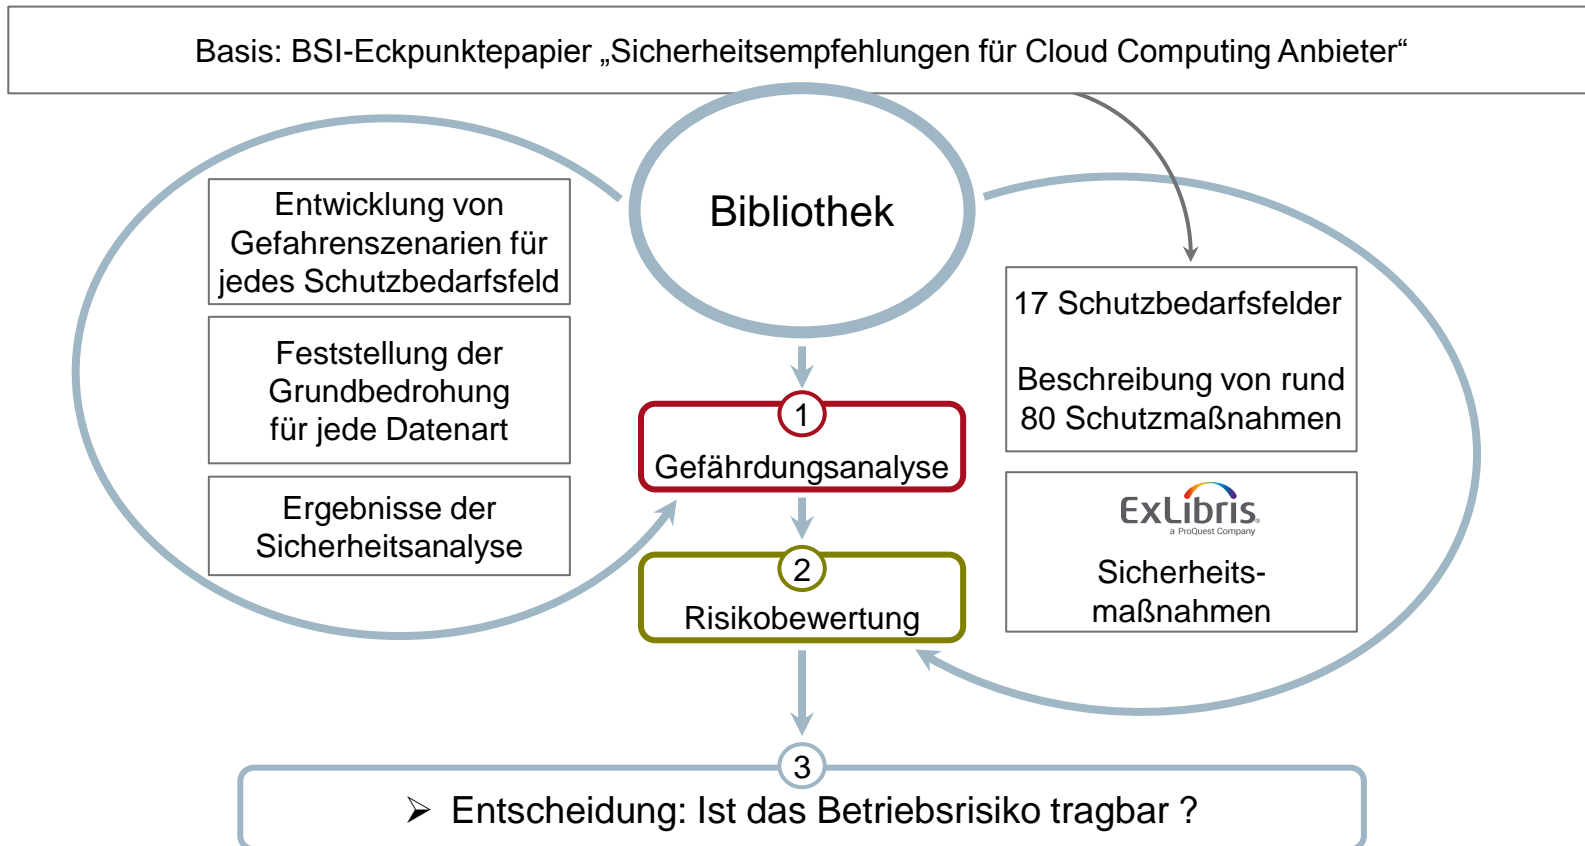 Basis: BSI-Eckpunktepapier „Sicherheitsempfehlungen für Cloud Computing Anbieter“
Bibliothek
Entwicklung von
Gefahrenszenarien für
jedes Schutzbedarfsfeld
Feststellung der
Grundbedrohung
für jede Datenart
Ergebnisse der
Sicherheitsanalyse
1
Gefährdungsanalyse
2
Risikobewertung
17 Schutzbedarfsfelder
Beschreibung von rund
80 Schutzmaßnahmen
ExLibris
a ProQuest Company
Sicherheits-
maßnahmen
3
➢ Entscheidung: Ist das Betriebsrisiko tragbar ?